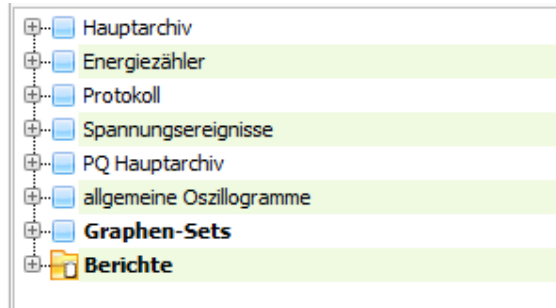 Hauptarchiv
Energiezähler
Protokoll
Spannungsereignisse
PQ Hauptarchiv
allgemeine Oszillogramme
Graphen-Sets
Berichte